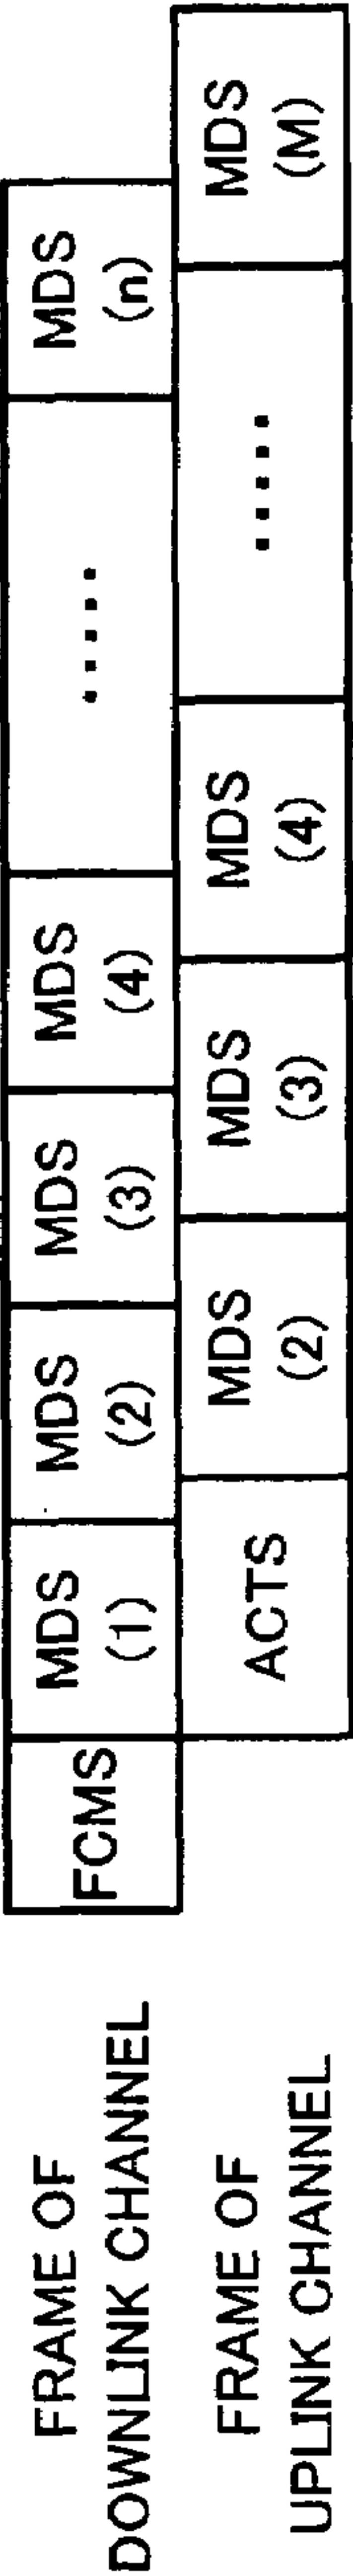 FRAME OF
DOWNLINK CHANNEL
FCMS
MDS
(1)
MDS
(2)
MDS
(3)
MDS
(4)
.....
MDS
(n)
FRAME OF
UPLINK CHANNEL
ACTS
MDS
(2)
MDS
(3)
MDS
(4)
.....
MDS
(M)